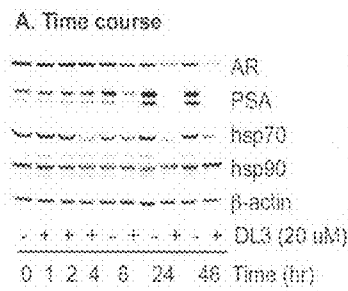 A. Time course
AR
PSA
hsp70
hsp90
β-actin
- + + + - + - + - + DL3 (20 uM)
0 1 2 4 8 24 48 Time (hr)